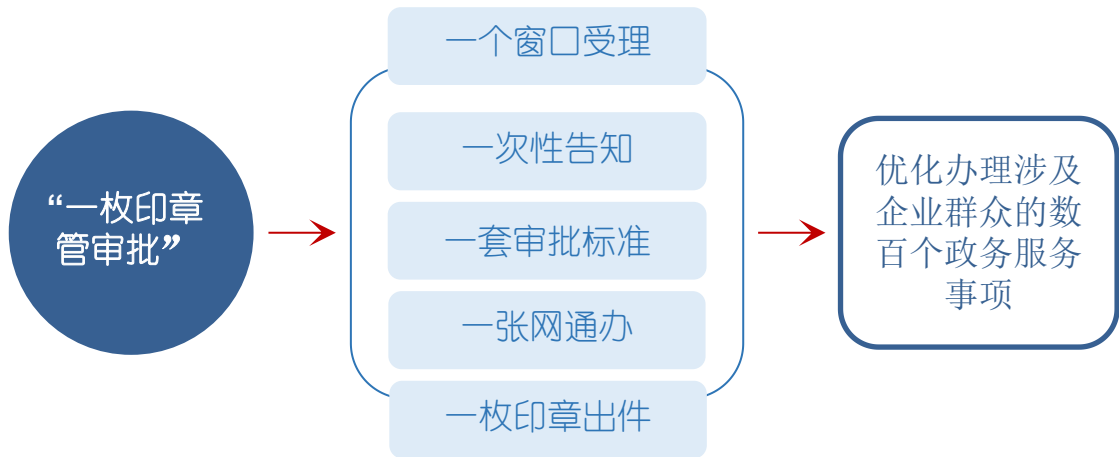 “一枚印章
管审批”
一个窗口受理
一次性告知
一套审批标准
一张网通办
一枚印章出件
优化办理涉及
企业群众的数
百个政务服务
事项